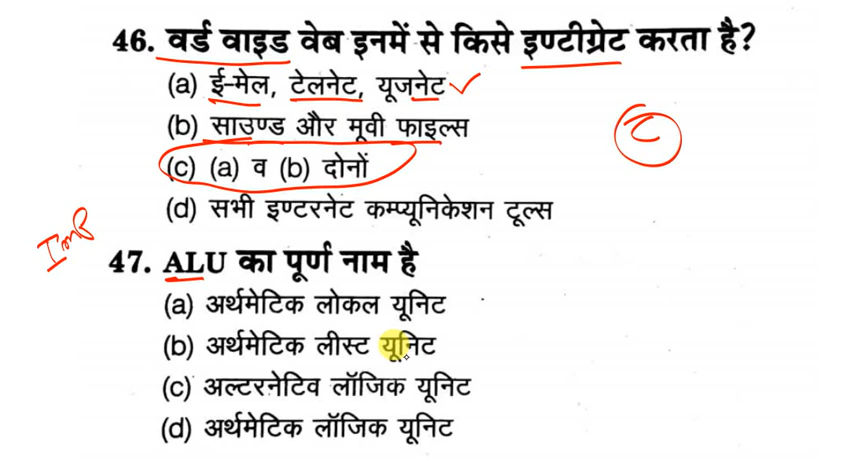 46. वर्ड वाइड वेब इनमें से किसे इण्टीग्रेट करता है?
(a) ई-मेल, टेलनेट, यूजनेट ✓
(b) साउण्ड और मूवी फाइल्स
C
(c) (a) व (b) दोनों
(d) सभी इण्टरनेट कम्प्यूनिकेशन टूल्स
Imp
47. ALU का पूर्ण नाम है
(a) अर्थमेटिक लोकल यूनिट
(b) अर्थमेटिक लीस्ट यूनिट
(c) अल्टरनेटिव लॉजिक यूनिट
(d) अर्थमेटिक लॉजिक यूनिट